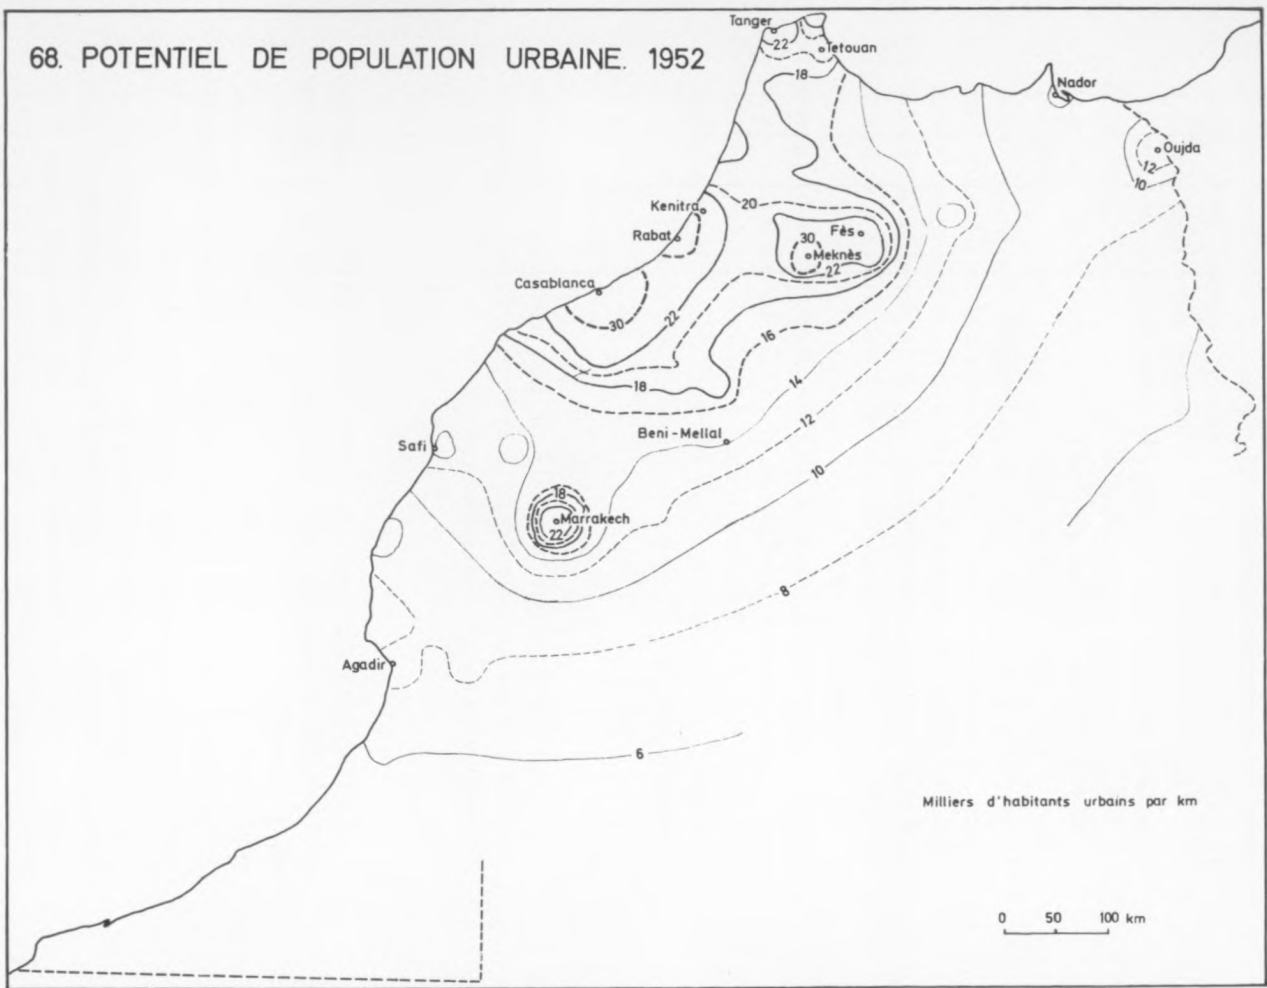 68. POTENTIEL DE POPULATION URBAINE. 1952
Tanger
22
Tetouan
18
Nador
Oujda
12
10
Kenitra
20
Rabat
Fès
30
Meknès
22
Casablanca
30
22
16
18
14
12
Beni-Mellal
Safi
10
18
Marrakech
22
8
Agadir
6
Milliers d'habitants urbains par km
0 50 100 km